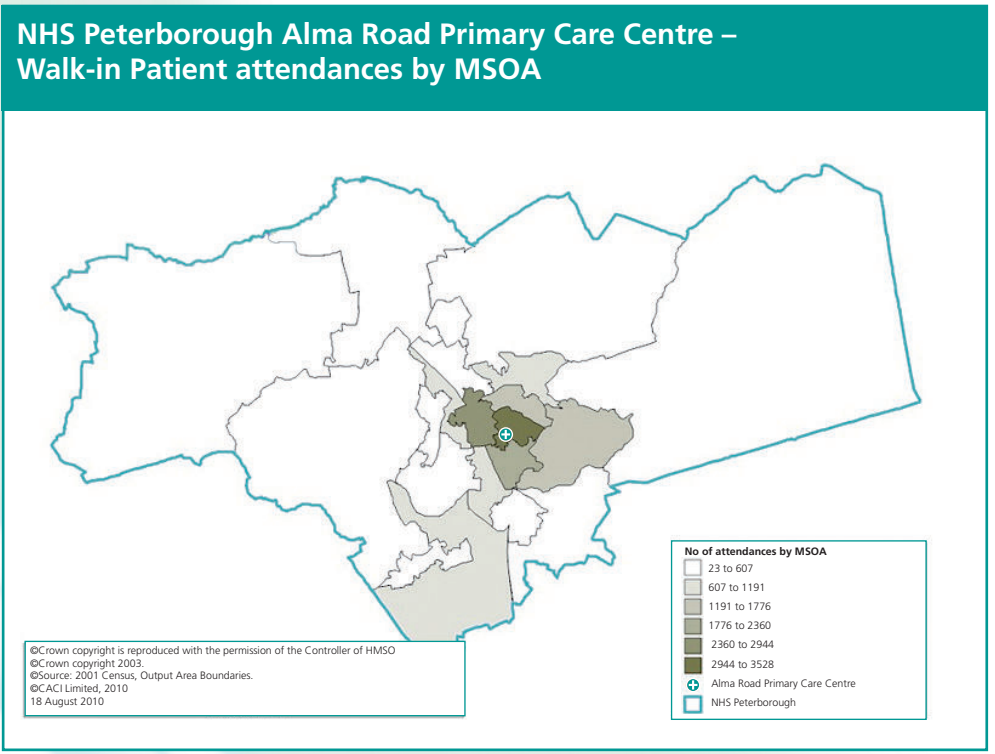 NHS Peterborough Alma Road Primary Care Centre –
Walk-in Patient attendances by MSOA
No of attendances by MSOA
23 to 607
607 to 1191
1191 to 1776
1776 to 2360
2360 to 2944
2944 to 3528
Alma Road Primary Care Centre
NHS Peterborough
©Crown copyright is reproduced with the permission of the Controller of HMSO
©Crown copyright 2003.
©Source: 2001 Census, Output Area Boundaries.
©CACI Limited, 2010
18 August 2010